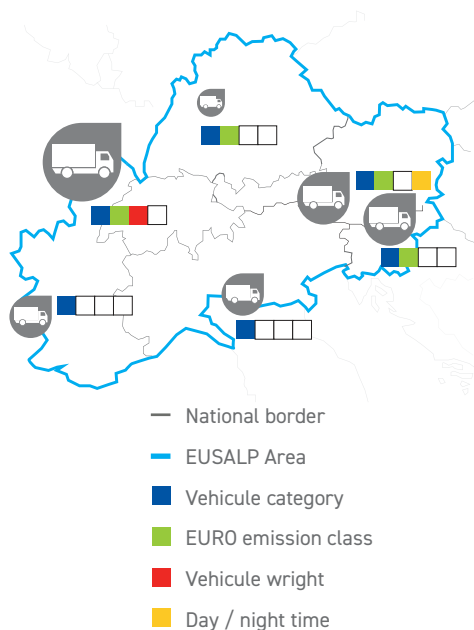 National border
EUSALP Area
Vehicule category
EURO emission class
Vehicule wright
Day / night time